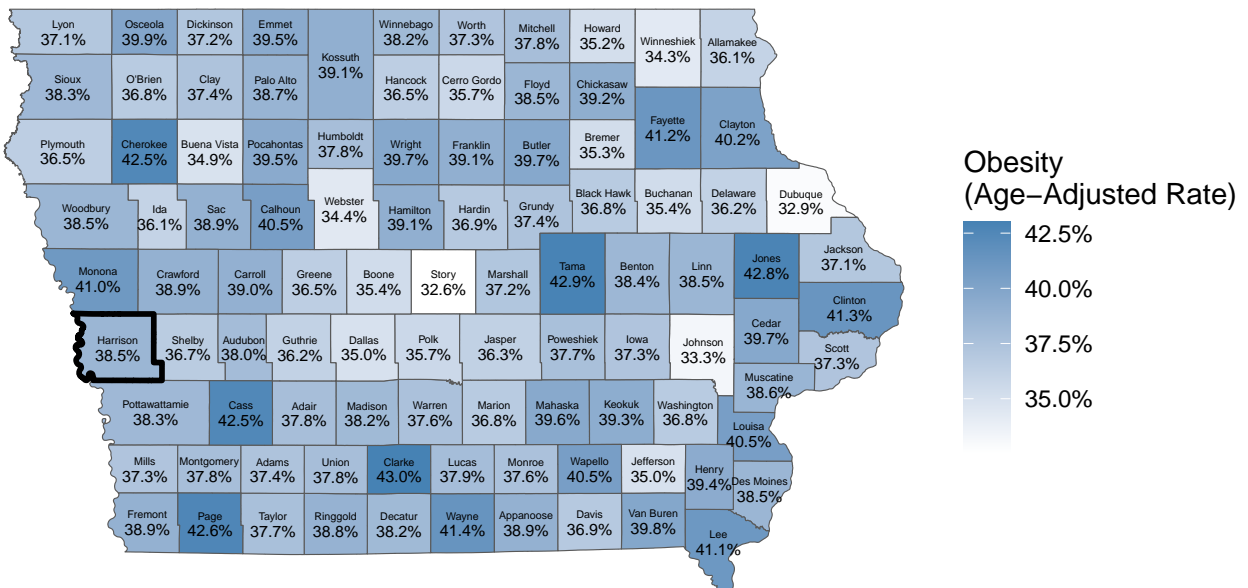 Lyon
37.1%
Osceola
39.9%
Dickinson
37.2%
Emmet
39.5%
Kossuth
39.1%
Winnebago
38.2%
Worth
37.3%
Mitchell
37.8%
Howard
35.2%
Winneshiek
34.3%
Allamakee
36.1%
Sioux
38.3%
O'Brien
36.8%
Clay
37.4%
Palo Alto
38.7%
Hancock
36.5%
Cerro Gordo
35.7%
Floyd
38.5%
Chickasaw
39.2%
Fayette
41.2%
Clayton
40.2%
Plymouth
36.5%
Cherokee
42.5%
Buena Vista
34.9%
Pocahontas
39.5%
Humboldt
37.8%
Wright
39.7%
Franklin
39.1%
Butler
39.7%
Bremer
35.3%
Woodbury
38.5%
Ida
36.1%
Sac
38.9%
Calhoun
40.5%
Webster
34.4%
Hamilton
39.1%
Hardin
36.9%
Grundy
37.4%
Black Hawk
36.8%
Buchanan
35.4%
Delaware
36.2%
Dubuque
32.9%
Monona
41.0%
Crawford
38.9%
Carroll
39.0%
Greene
36.5%
Boone
35.4%
Story
32.6%
Marshall
37.2%
Tama
42.9%
Benton
38.4%
Linn
38.5%
Jones
42.8%
Jackson
37.1%
Clinton
41.3%
Harrison
38.5%
Shelby
36.7%
Audubon
38.0%
Guthrie
36.2%
Dallas
35.0%
Polk
35.7%
Jasper
36.3%
Poweshiek
37.7%
Iowa
37.3%
Johnson
33.3%
Cedar
39.7%
Scott
37.3%
Muscatine
38.6%
Pottawattamie
38.3%
Cass
42.5%
Adair
37.8%
Madison
38.2%
Warren
37.6%
Marion
36.8%
Mahaska
39.6%
Keokuk
39.3%
Washington
36.8%
Louisa
40.5%
Mills
37.3%
Montgomery
37.8%
Adams
37.4%
Union
37.8%
Clarke
43.0%
Lucas
37.9%
Monroe
37.6%
Wapello
40.5%
Jefferson
35.0%
Henry
39.4%
Des Moines
38.5%
Fremont
38.9%
Page
42.6%
Taylor
37.7%
Ringgold
38.8%
Decatur
38.2%
Wayne
41.4%
Appanoose
38.9%
Davis
36.9%
Van Buren
39.8%
Lee
41.1%
Obesity
(Age−Adjusted Rate)
42.5%
40.0%
37.5%
35.0%